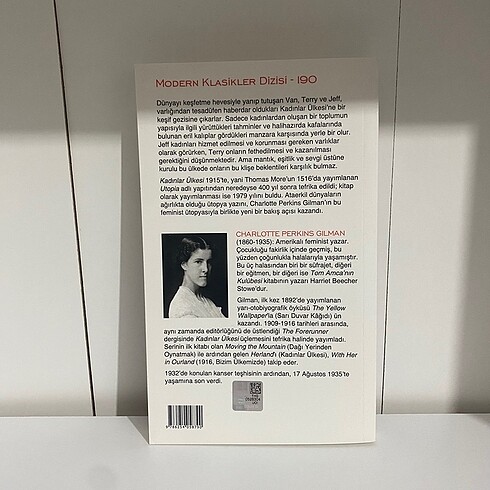 MODERN KLASİKLER DİZİSİ - 190
Dünyayı keşfetme hevesiyle yanıp tutuşan Van, Terry ve Jeff,
varlığından tesadüfen haberdar oldukları Kadınlar Ülkesi'ne bir
keşif gezisine çıkarlar. Sadece kadınlardan oluşan bir toplumun
yapısıyla ilgili yürüttükleri tahminler ve halihazırda kafalarında
bulunan eril kalıplar gördükleri manzara karşısında yerle bir olur.
Jeff kadınları hizmet edilmesi ve korunması gereken varlıklar
olarak görürken, Terry onların fethedilmesi ve kazanılması
gerektiğini düşünmektedir. Ama mantık, eşitlik ve sevgi üstüne
kurulu bu ülkede onların bu klişe beklentileri karşılık bulmaz.
Kadınlar Ülkesi 1915'te, yani Thomas More'un 1516'da yayımlanan
Utopia adlı yapıtından neredeyse 400 yıl sonra tefrika edildi; kitap
olarak yayımlanması ise 1979 yılını buldu. Ataerkil dünyaların
ağırlıkta olduğu ütopya yazını, Charlotte Perkins Gilman'ın bu
feminist ütopyasıyla birlikte yeni bir bakış açısı kazandı.
CHARLOTTE PERKINS GILMAN
(1860-1935): Amerikalı feminist yazar.
Çocukluğu fakirlik içinde geçmiş, bu
yüzden çoğunlukla halalarıyla yaşamıştır.
Bu üç halasından biri bir süfrajet, diğeri
bir eğitmen, bir diğeri ise Tom Amca'nın
Kulübesi kitabının yazarı Harriet Beecher
Stowe'dur.
Gilman, ilk kez 1892'de yayımlanan
yarı-otobiyografik öyküsü The Yellow
Wallpaper'la (Sarı Duvar Kâğıdı) ün
kazandı. 1909-1916 tarihleri arasında,
aynı zamanda editörlüğünü de üstlendiği The Forerunner
dergisinde Kadınlar Ülkesi üçlemesini tefrika halinde yayımladı.
Serinin ilk kitabı olan Moving the Mountain (Dağı Yerinden
Oynatmak) ile ardından gelen Herland'ı (Kadınlar Ülkesi), With Her
in Ourland (1916, Bizim Ülkemizde) takip eder.
1932'de konulan kanser teşhisinin ardından, 17 Ağustos 1935'te
yaşamına son verdi.